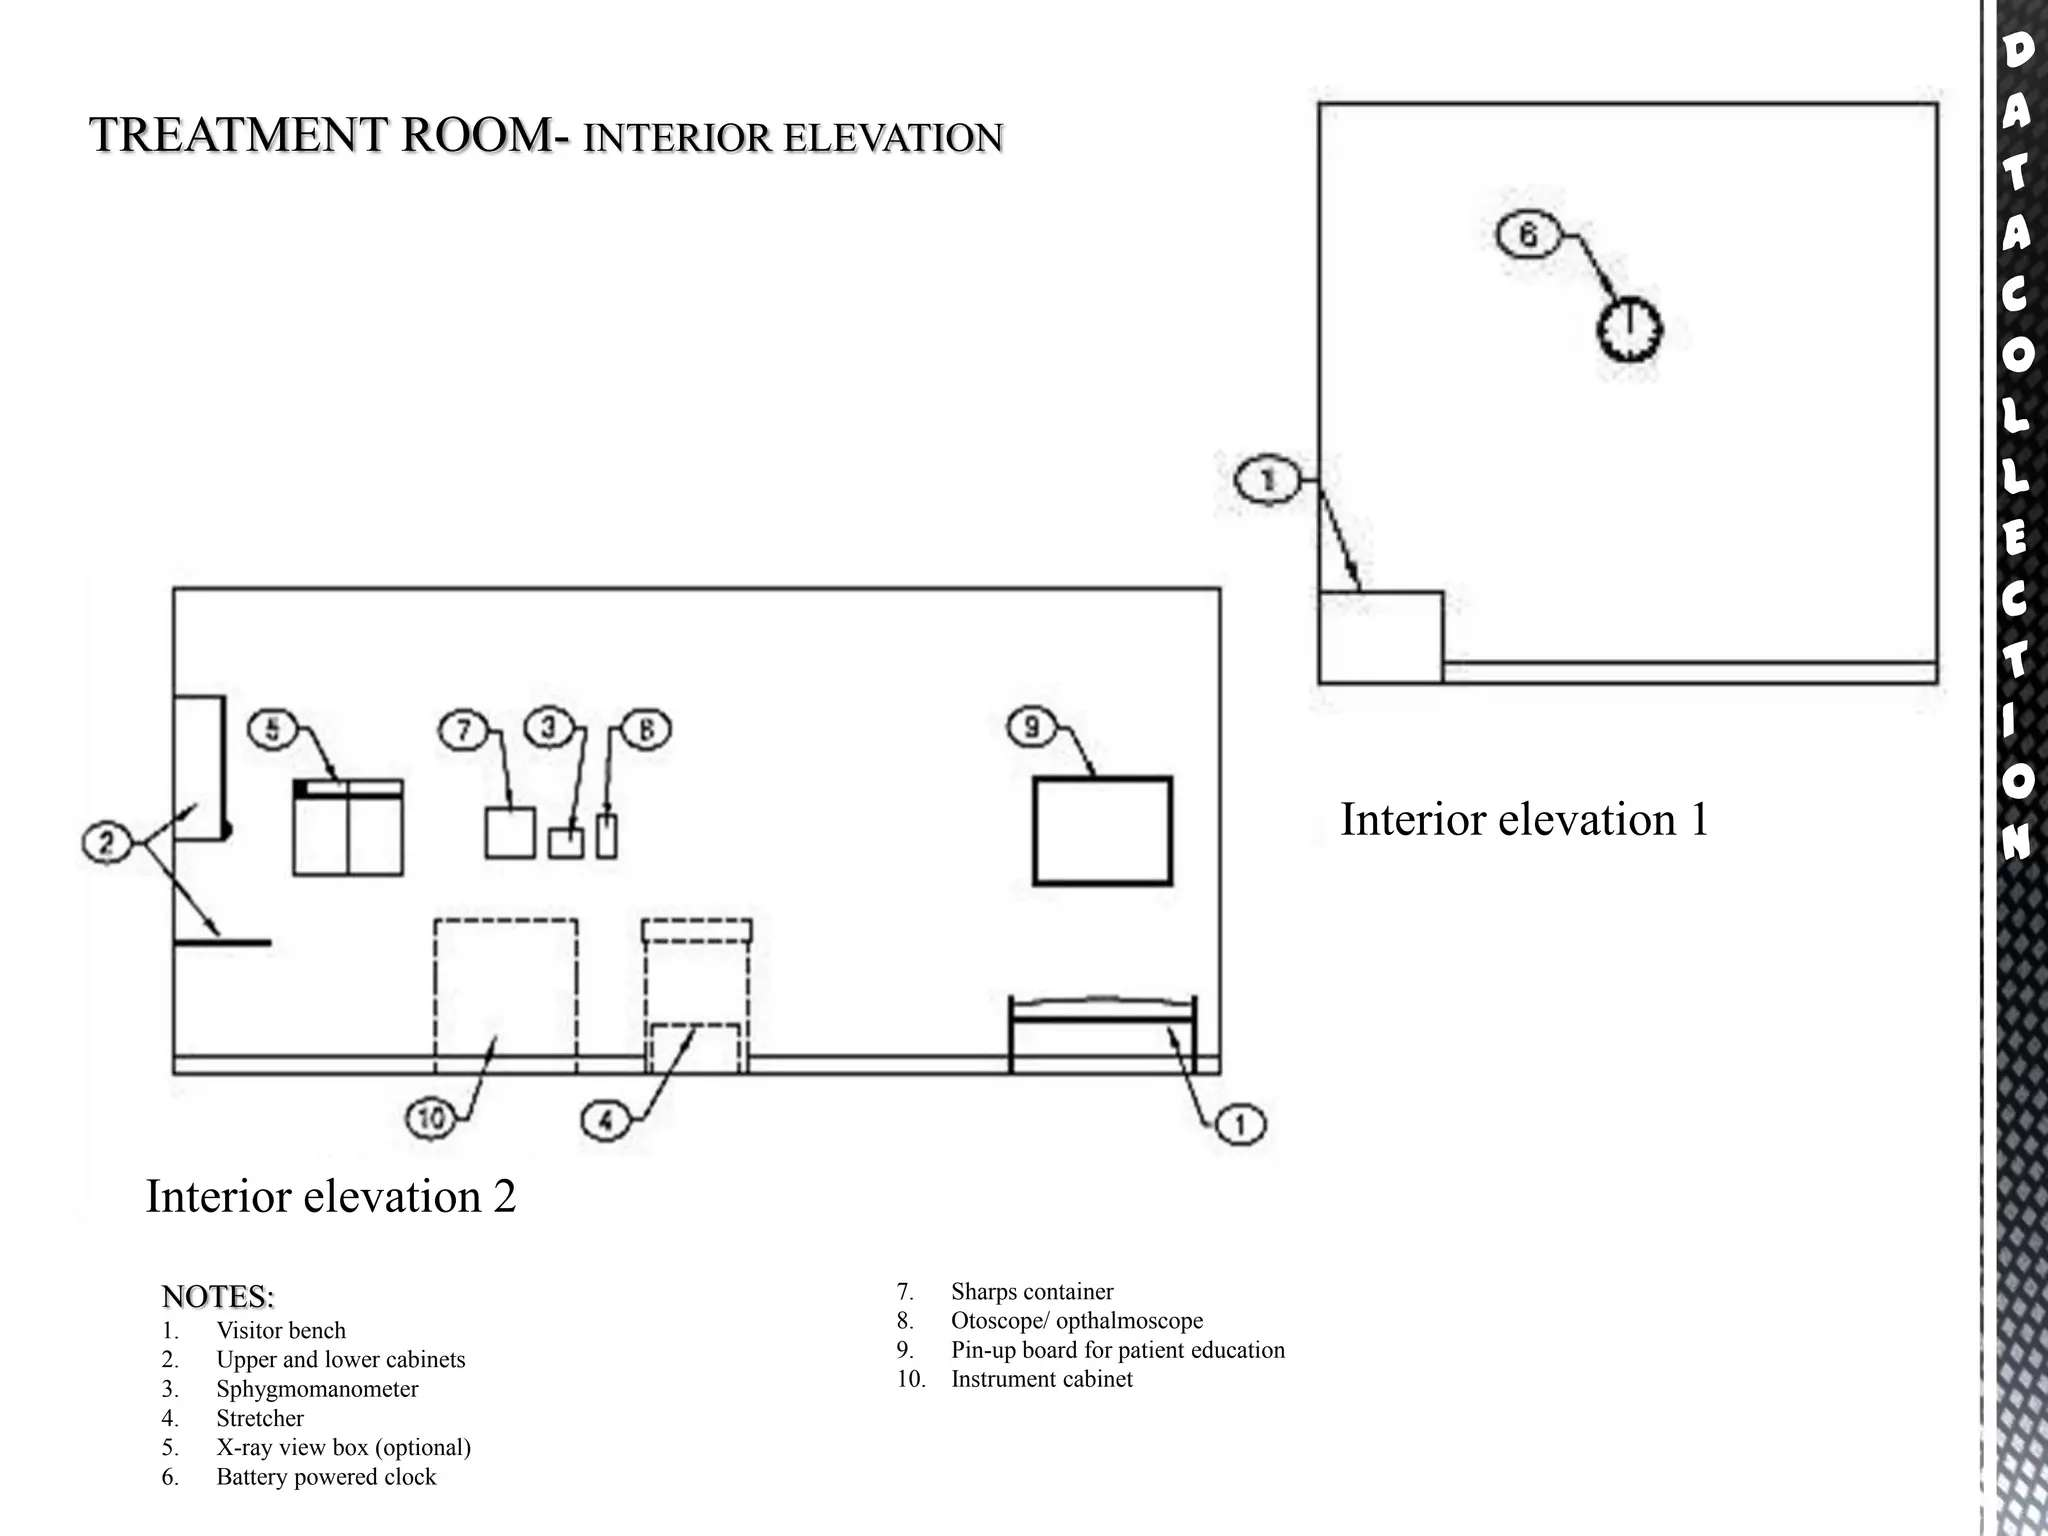 TREATMENT ROOM- INTERIOR ELEVATION
6
1
Interior elevation 1
5
7
3
9
2
10
4
1
Interior elevation 2
NOTES:
1. Visitor bench
2. Upper and lower cabinets
3. Sphygmomanometer
4. Stretcher
5. X-ray view box (optional)
6. Battery powered clock
7. Sharps container
8. Otoscope/ opthalmoscope
9. Pin-up board for patient education
10. Instrument cabinet
DATACOLLECTION